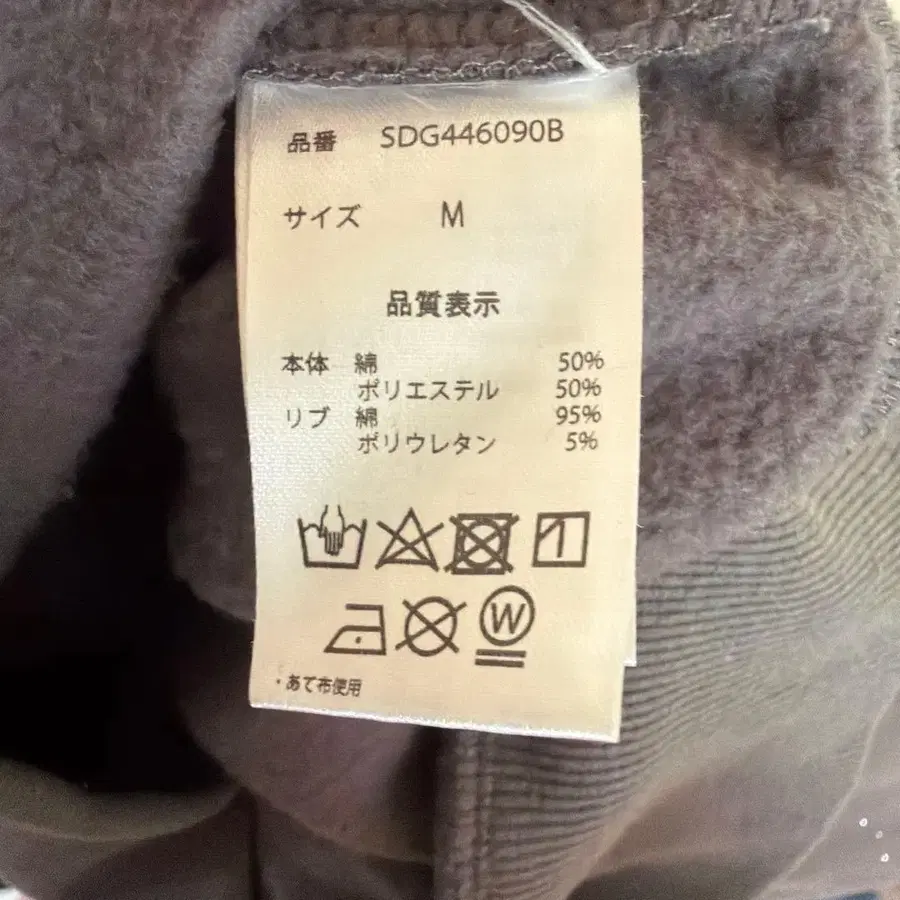 品番 SDG446090B
サイズ M
品質表示
本体 綿 50%
ポリエステル 50%
リブ 綿 95%
ポリウレタン 5%
W
・あて布使用